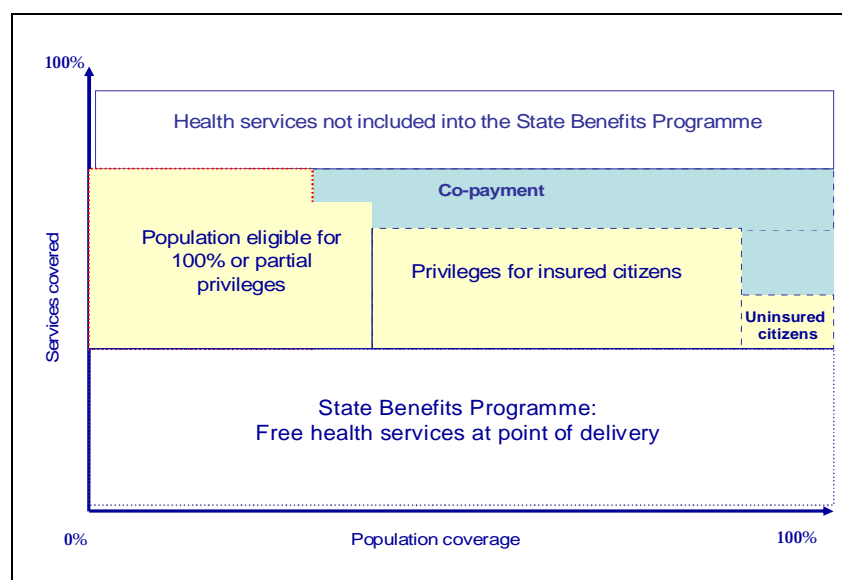 100%
Health services not included into the State Benefits Programme
Co-payment
Population eligible for
100% or partial
privileges
Privileges for insured citizens
Uninsured
citizens
Services covered
State Benefits Programme:
Free health services at point of delivery
0%
Population coverage
100%